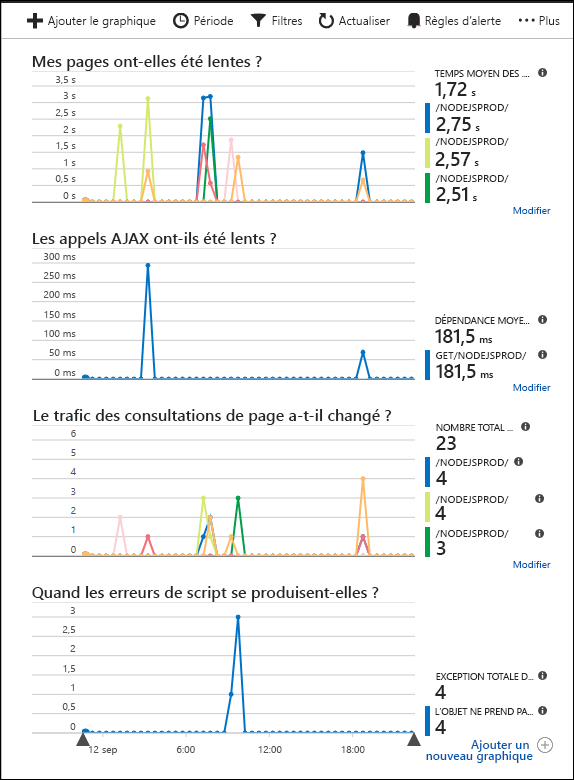 Ajouter le graphique Période Filtres Actualiser Règles d'alerte Plus
Mes pages ont-elles été lentes ?
3,5 s
3 s
2,5 s
2 s
1,5 s
1 s
0,5 s
0 s
TEMPS MOYEN DES ...
1,72 s
/NODEJSPROD/
2,75 s
/NODEJSPROD/
2,57 s
/NODEJSPROD/
2,51 s
Modifier
Les appels AJAX ont-ils été lents ?
300 ms
250 ms
200 ms
150 ms
100 ms
50 ms
0 ms
DÉPENDANCE MOYE...
181,5 ms
GET/NODEJSPROD/
181,5 ms
Modifier
Le trafic des consultations de page a-t-il changé ?
6
5
4
3
2
1
0
NOMBRE TOTAL ...
23
/NODEJSPROD/
4
/NODEJSPROD/
4
/NODEJSPROD/
3
Modifier
Quand les erreurs de script se produisent-elles ?
3
2,5
2
1,5
1
0,5
0
12 sep 6:00 12:00 18:00
EXCEPTION TOTALE D...
4
L'OBJET NE PREND PA...
4
Ajouter un
nouveau graphique